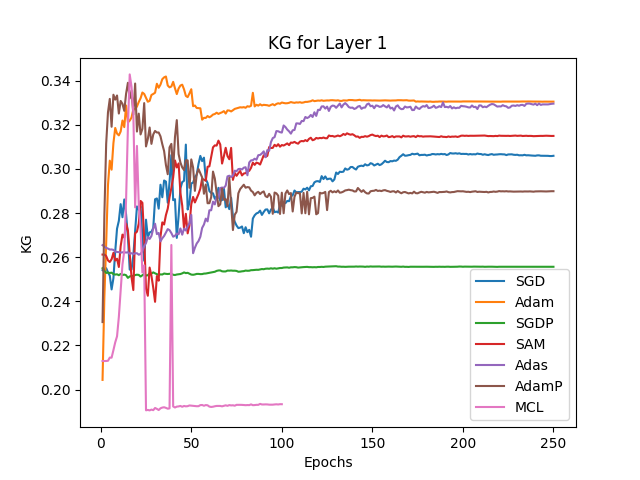 KG for Layer 1
KG
0.34
0.32
0.30
0.28
0.26
0.24
0.22
0.20
0
50
100
150
200
250
Epochs
SGD
Adam
SGDP
SAM
Adas
AdamP
MCL